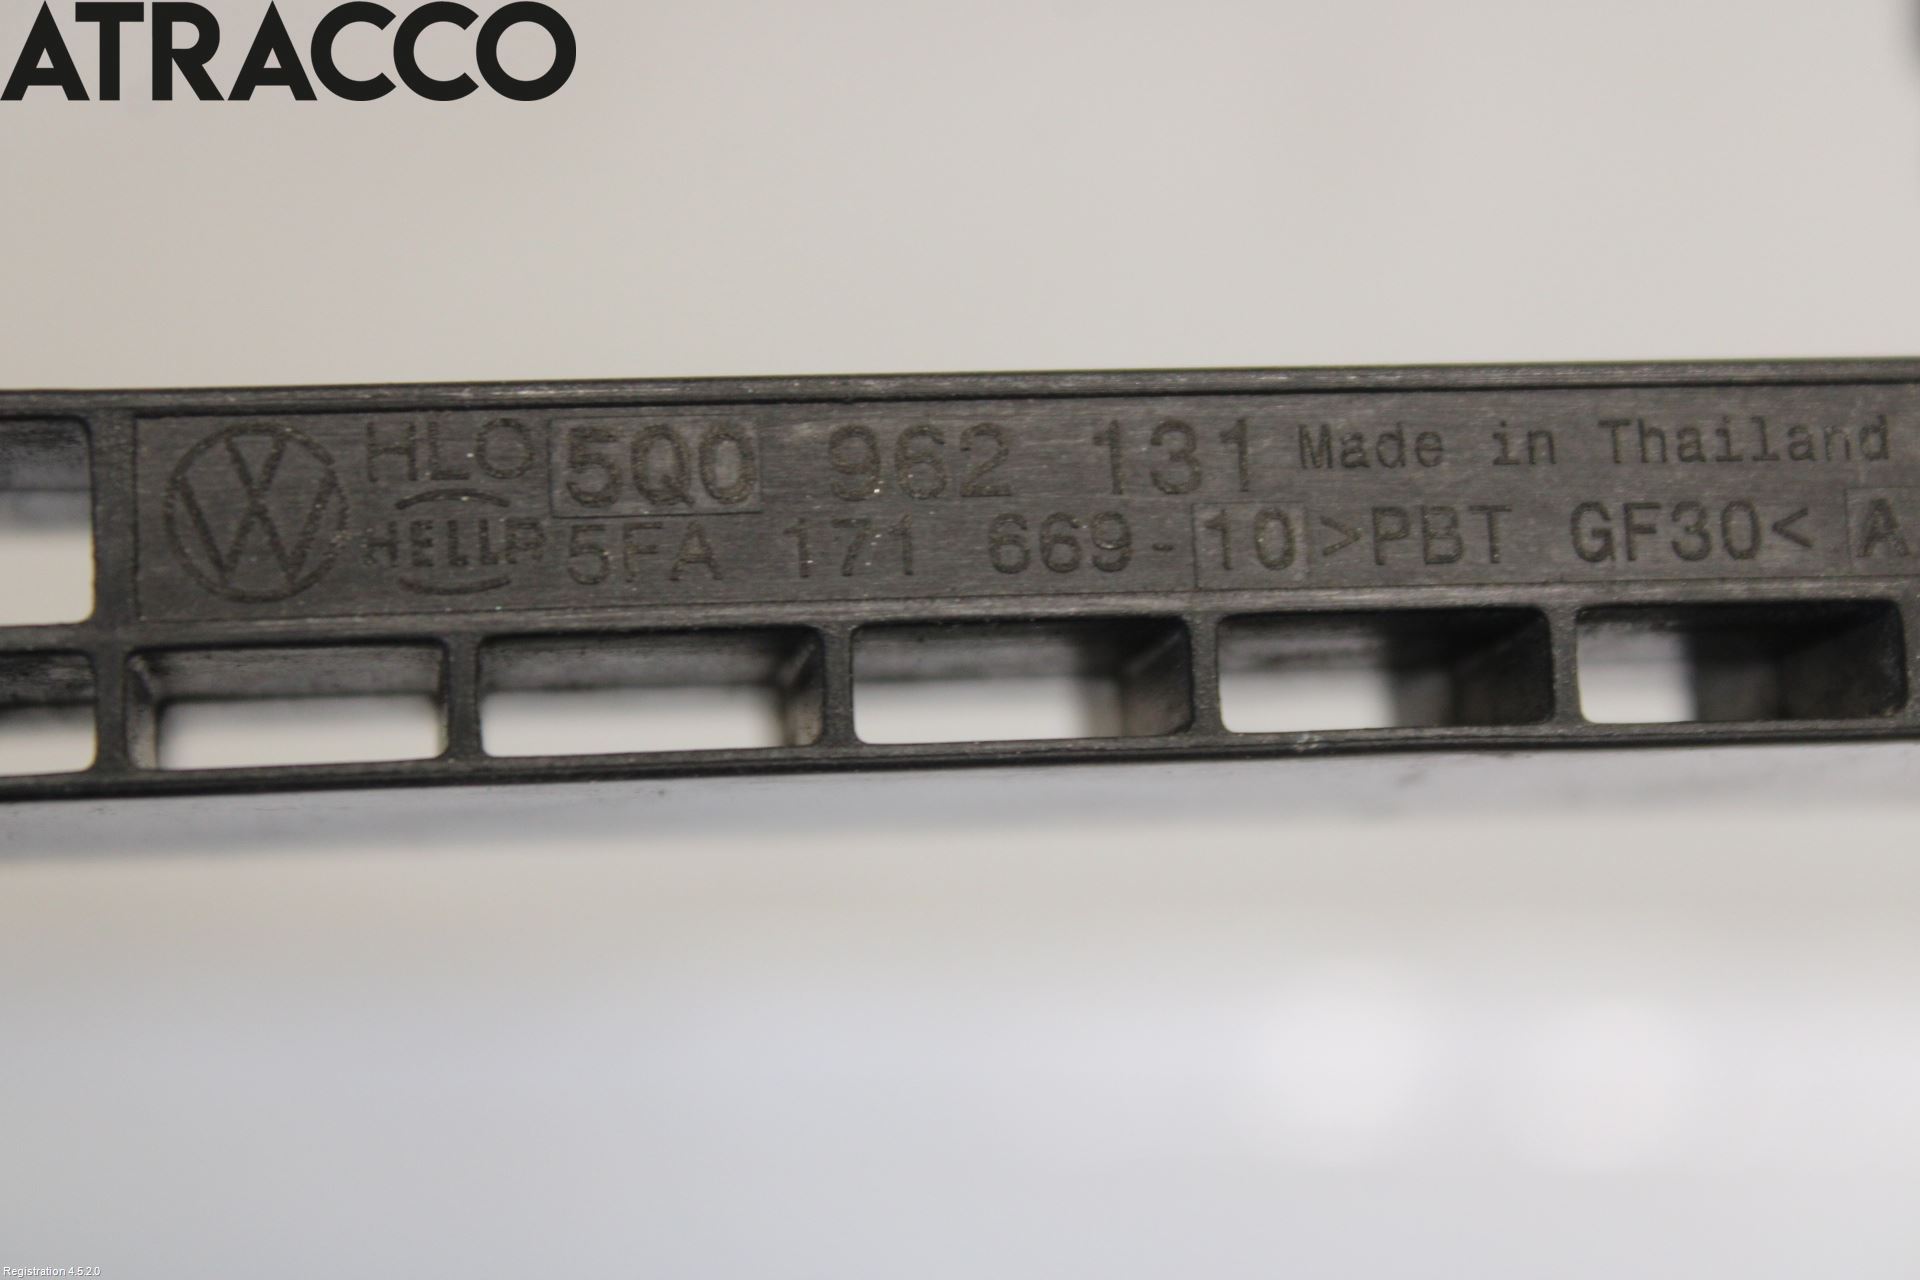 ATRACCO
HLO 5Q0 962 131 Made in Thailand
HELLA 5FA 171 669-10 >PBT GF30< A
Registration 4.5.2.0